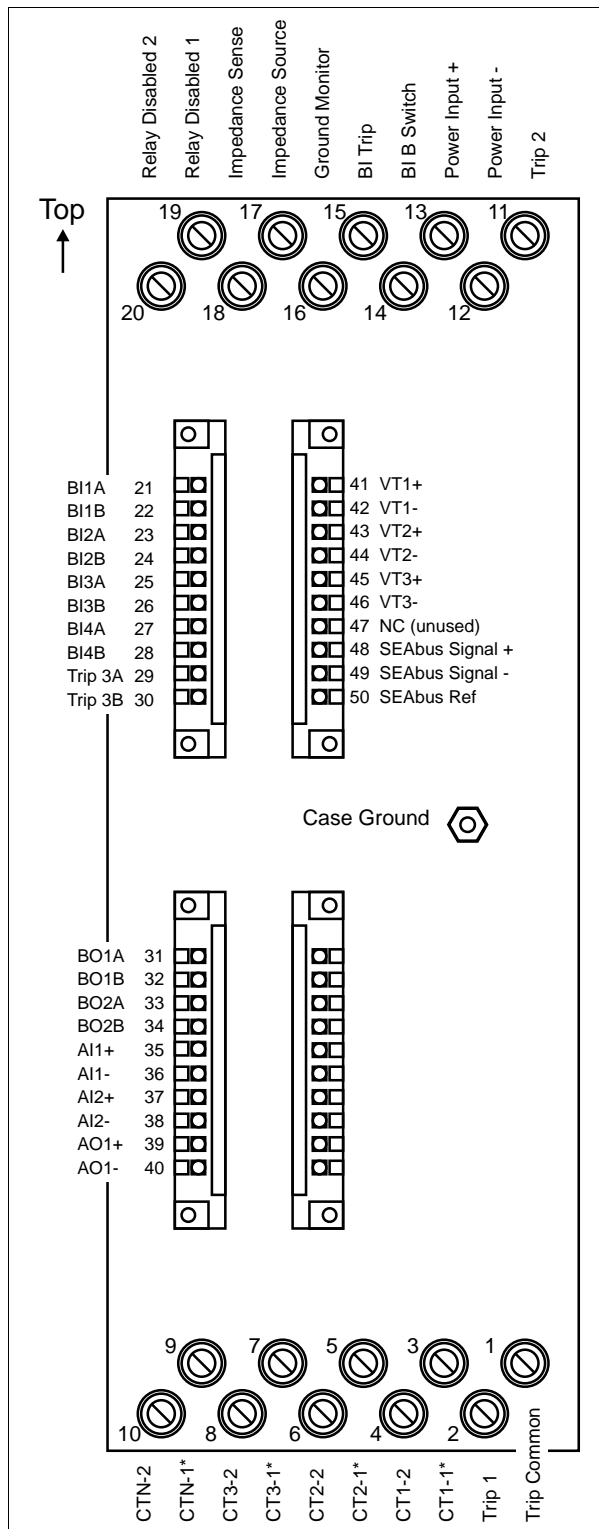 Relay Disabled 2
Relay Disabled 1
Impedance Sense
Impedance Source
Ground Monitor
BI Trip
BI B Switch
Power Input +
Power Input -
Trip 2
Top
19
17
15
13
11
20
18
16
14
12
BI1A 21
BI1B 22
BI2A 23
BI2B 24
BI3A 25
BI3B 26
BI4A 27
BI4B 28
Trip 3A 29
Trip 3B 30
41 VT1+
42 VT1-
43 VT2+
44 VT2-
45 VT3+
46 VT3-
47 NC (unused)
48 SEAbus Signal +
49 SEAbus Signal -
50 SEAbus Ref
Case Ground
BO1A 31
BO1B 32
BO2A 33
BO2B 34
AI1+ 35
AI1- 36
AI2+ 37
AI2- 38
AO1+ 39
AO1- 40
9
7
5
3
1
10
8
6
4
2
CTN-2
CTN-1*
CT3-2
CT3-1*
CT2-2
CT2-1*
CT1-2
CT1-1*
Trip 1
Trip Common